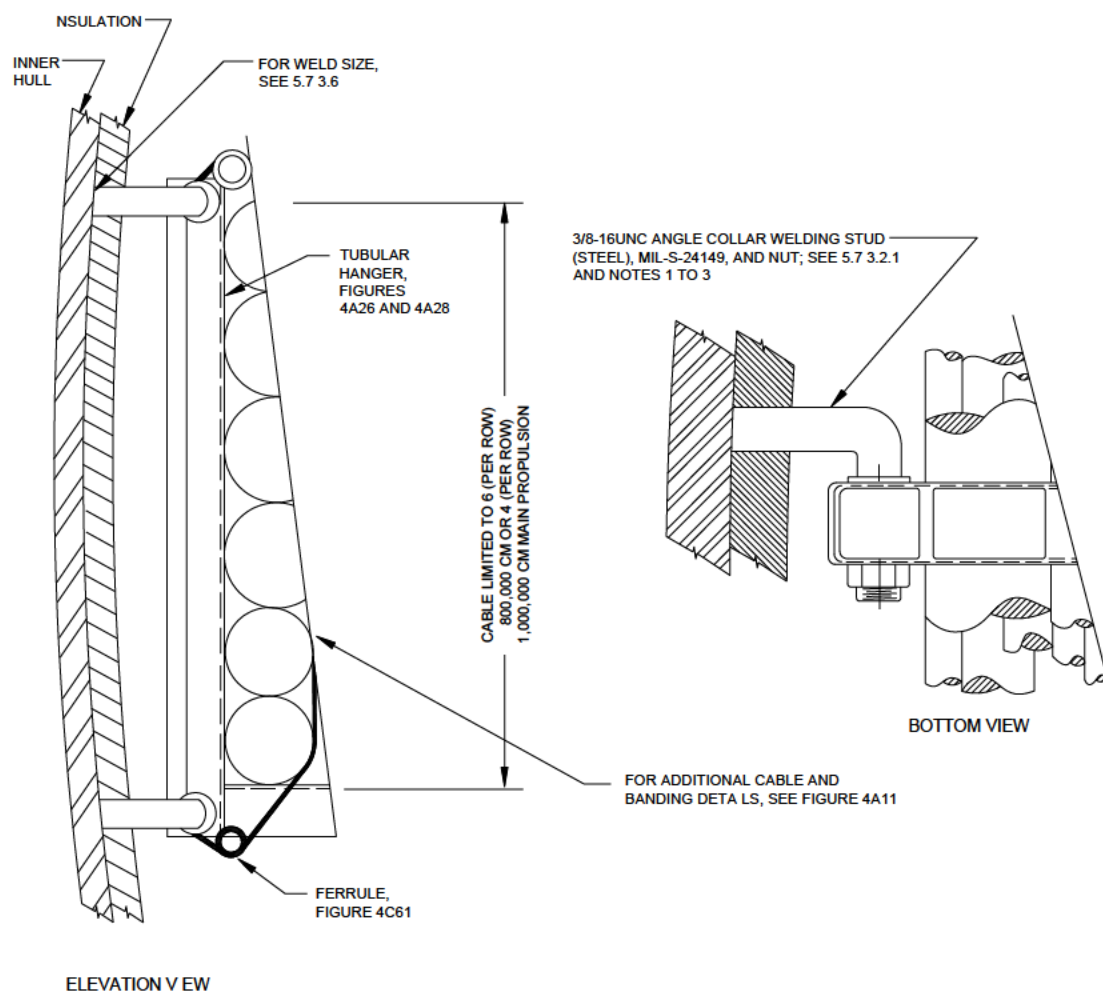 NSULATION
INNER
HULL
FOR WELD SIZE,
SEE 5.7 3.6
TUBULAR
HANGER,
FIGURES
4A26 AND 4A28
CABLE LIMITED TO 6 (PER ROW)
800,000 CM OR 4 (PER ROW)
1,000,000 CM MAIN PROPULSION
3/8-16UNC ANGLE COLLAR WELDING STUD
(STEEL), MIL-S-24149, AND NUT; SEE 5.7 3.2.1
AND NOTES 1 TO 3
BOTTOM VIEW
FOR ADDITIONAL CABLE AND
BANDING DETA LS, SEE FIGURE 4A11
FERRULE,
FIGURE 4C61
ELEVATION V EW